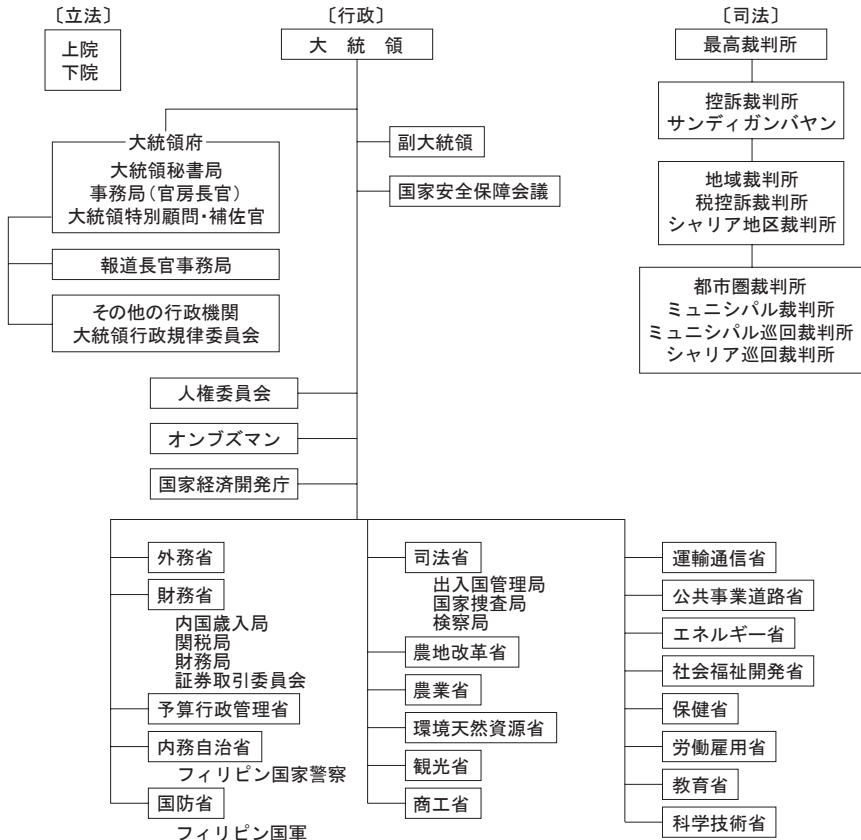 〔立法〕
上院
下院
〔行政〕
大統領
大統領府
大統領秘書局
事務局(官房長官)
大統領特別顧問・補佐官
報道長官事務局
その他の行政機関
大統領行政規律委員会
副大統領
国家安全保障会議
人権委員会
オンブズマン
国家経済開発庁
外務省
財務省
内国歳入局
関税局
財務局
証券取引委員会
予算行政管理省
内務自治省
フィリピン国家警察
国防省
フィリピン国軍
司法省
出入国管理局
国家捜査局
検察局
農地改革省
農業省
環境天然資源省
観光省
商工省
運輸通信省
公共事業道路省
エネルギー省
社会福祉開発省
保健省
労働雇用省
教育省
科学技術省
〔司法〕
最高裁判所
控訴裁判所
サンディガンバヤン
地域裁判所
税控訴裁判所
シャリア地区裁判所
都市圏裁判所
ミュニシパル裁判所
ミュニシパル巡回裁判所
シャリア巡回裁判所